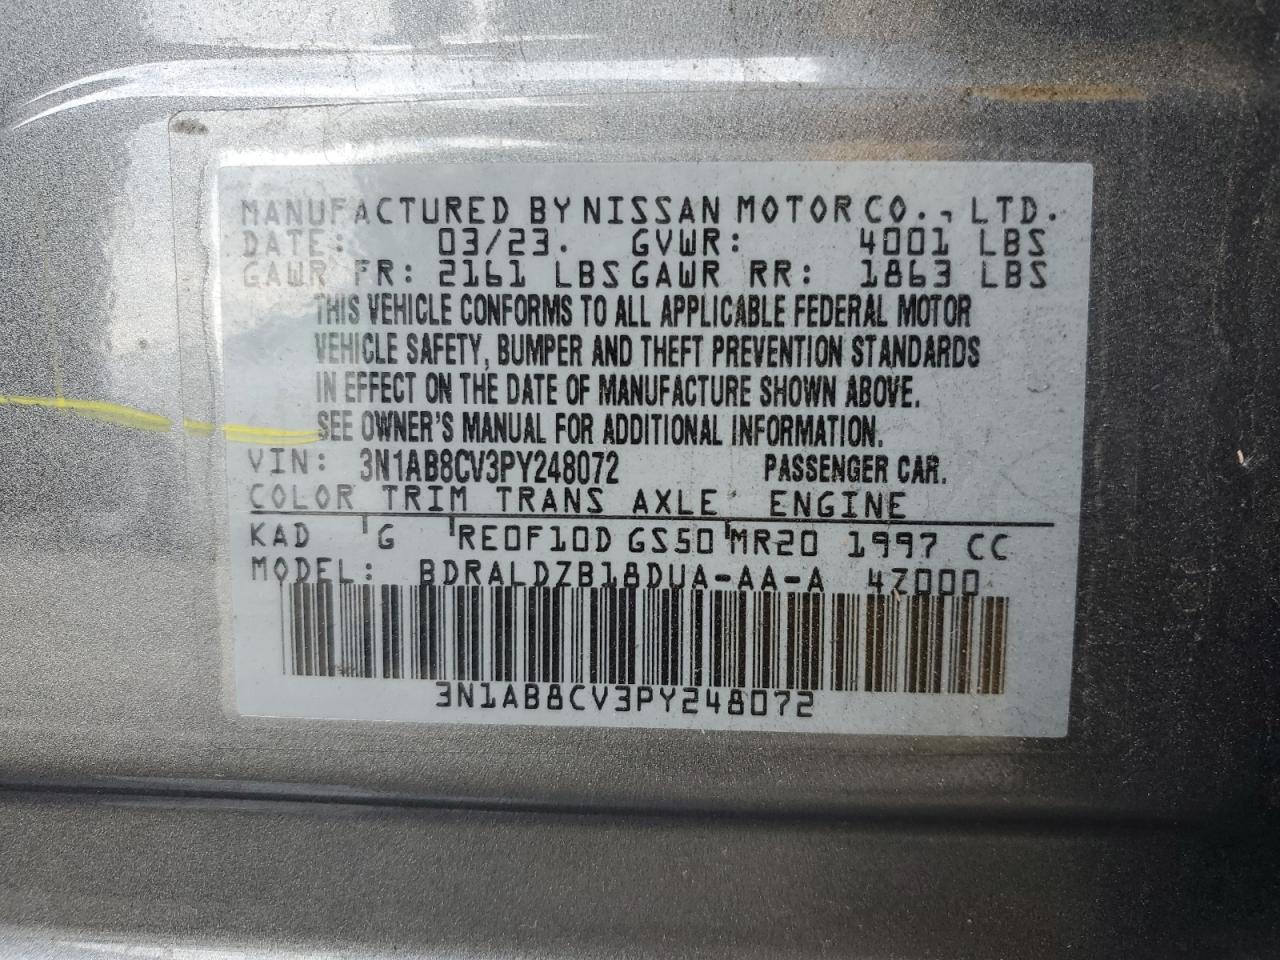 MANUFACTURED BY NISSAN MOTOR CO., LTD.
DATE: 03/23. GVWR: 4001 LBS
GAWR FR: 2161 LBS GAWR RR: 1863 LBS
THIS VEHICLE CONFORMS TO ALL APPLICABLE FEDERAL MOTOR
VEHICLE SAFETY, BUMPER AND THEFT PREVENTION STANDARDS
IN EFFECT ON THE DATE OF MANUFACTURE SHOWN ABOVE.
SEE OWNER'S MANUAL FOR ADDITIONAL INFORMATION.
VIN: 3N1AB8CV3PY248072 PASSENGER CAR.
COLOR TRIM TRANS AXLE ENGINE
KAD G RE0F10D GS50 MR20 1997 CC
MODEL: BDRALDZB18DUA-AA-A 47000
3N1AB8CV3PY248072